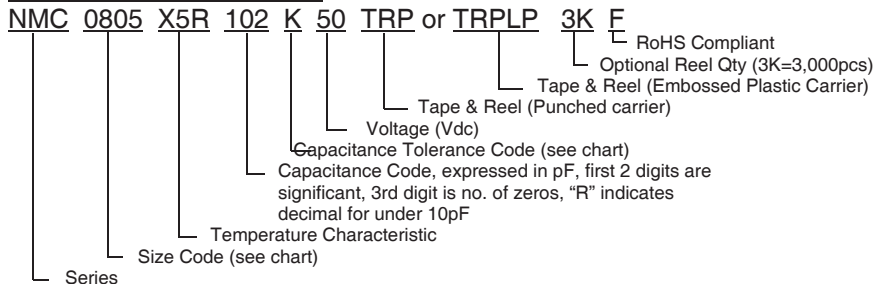 NMC 0805 X5R 102 K 50 TRP or TRPLP 3K F
RoHS Compliant
Optional Reel Qty (3K=3,000pcs)
Tape & Reel (Embossed Plastic Carrier)
Tape & Reel (Punched carrier)
Voltage (Vdc)
Capacitance Tolerance Code (see chart)
Capacitance Code, expressed in pF, first 2 digits are
significant, 3rd digit is no. of zeros, “R” indicates
decimal for under 10pF
Temperature Characteristic
Size Code (see chart)
Series